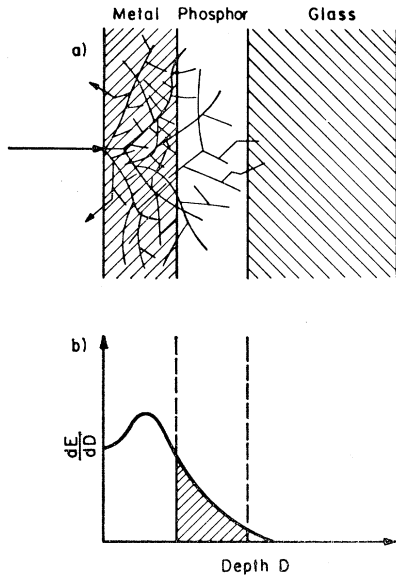 Metal Phosphor Glass
a)
b)
dE
dD
Depth D